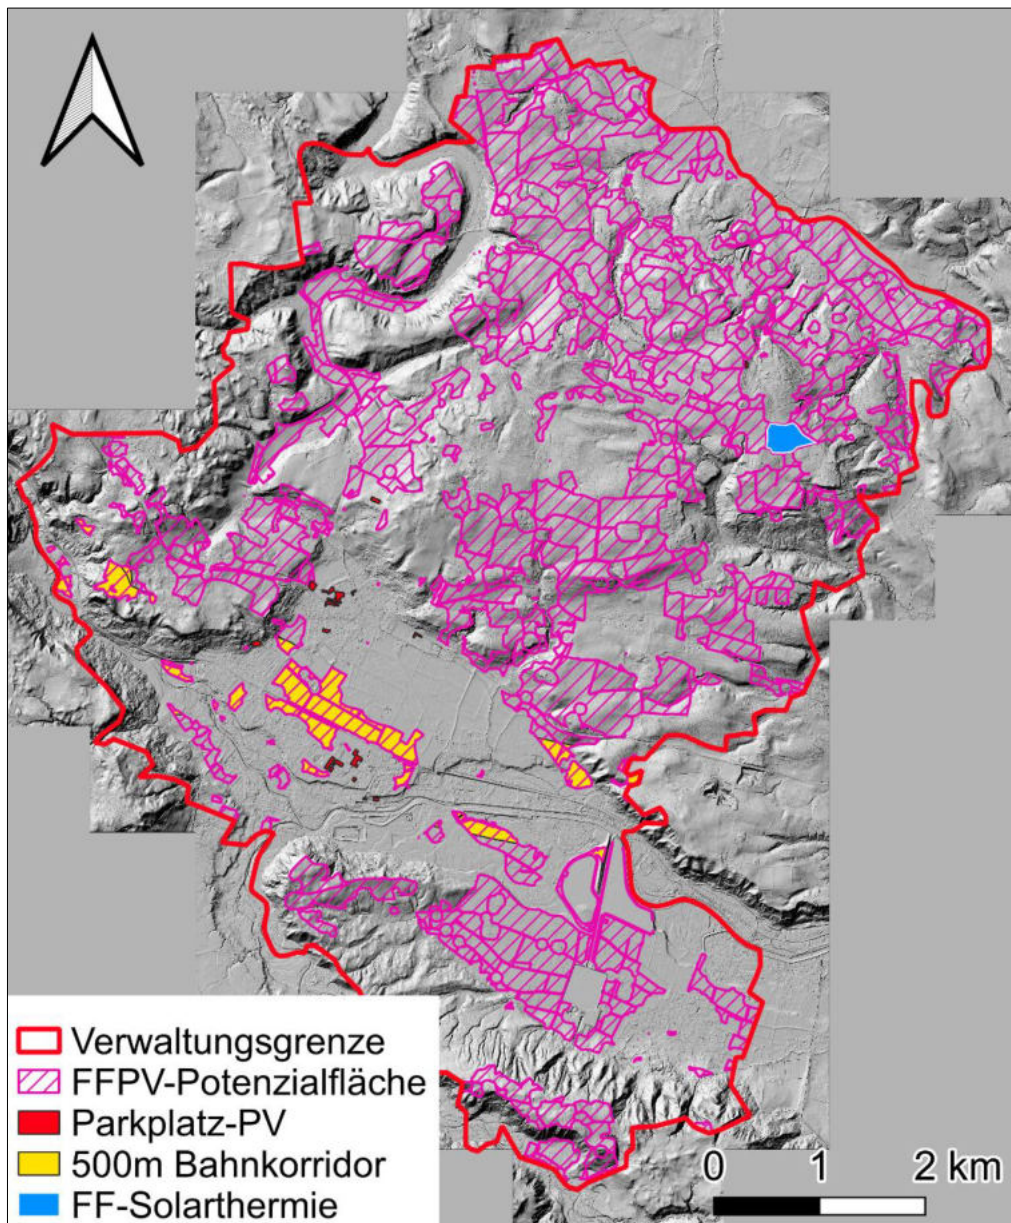 Verwaltungsgrenze
FFPV-Potenzialfläche
Parkplatz-PV
500m Bahnkorridor
FF-Solarthermie
0 1 2 km